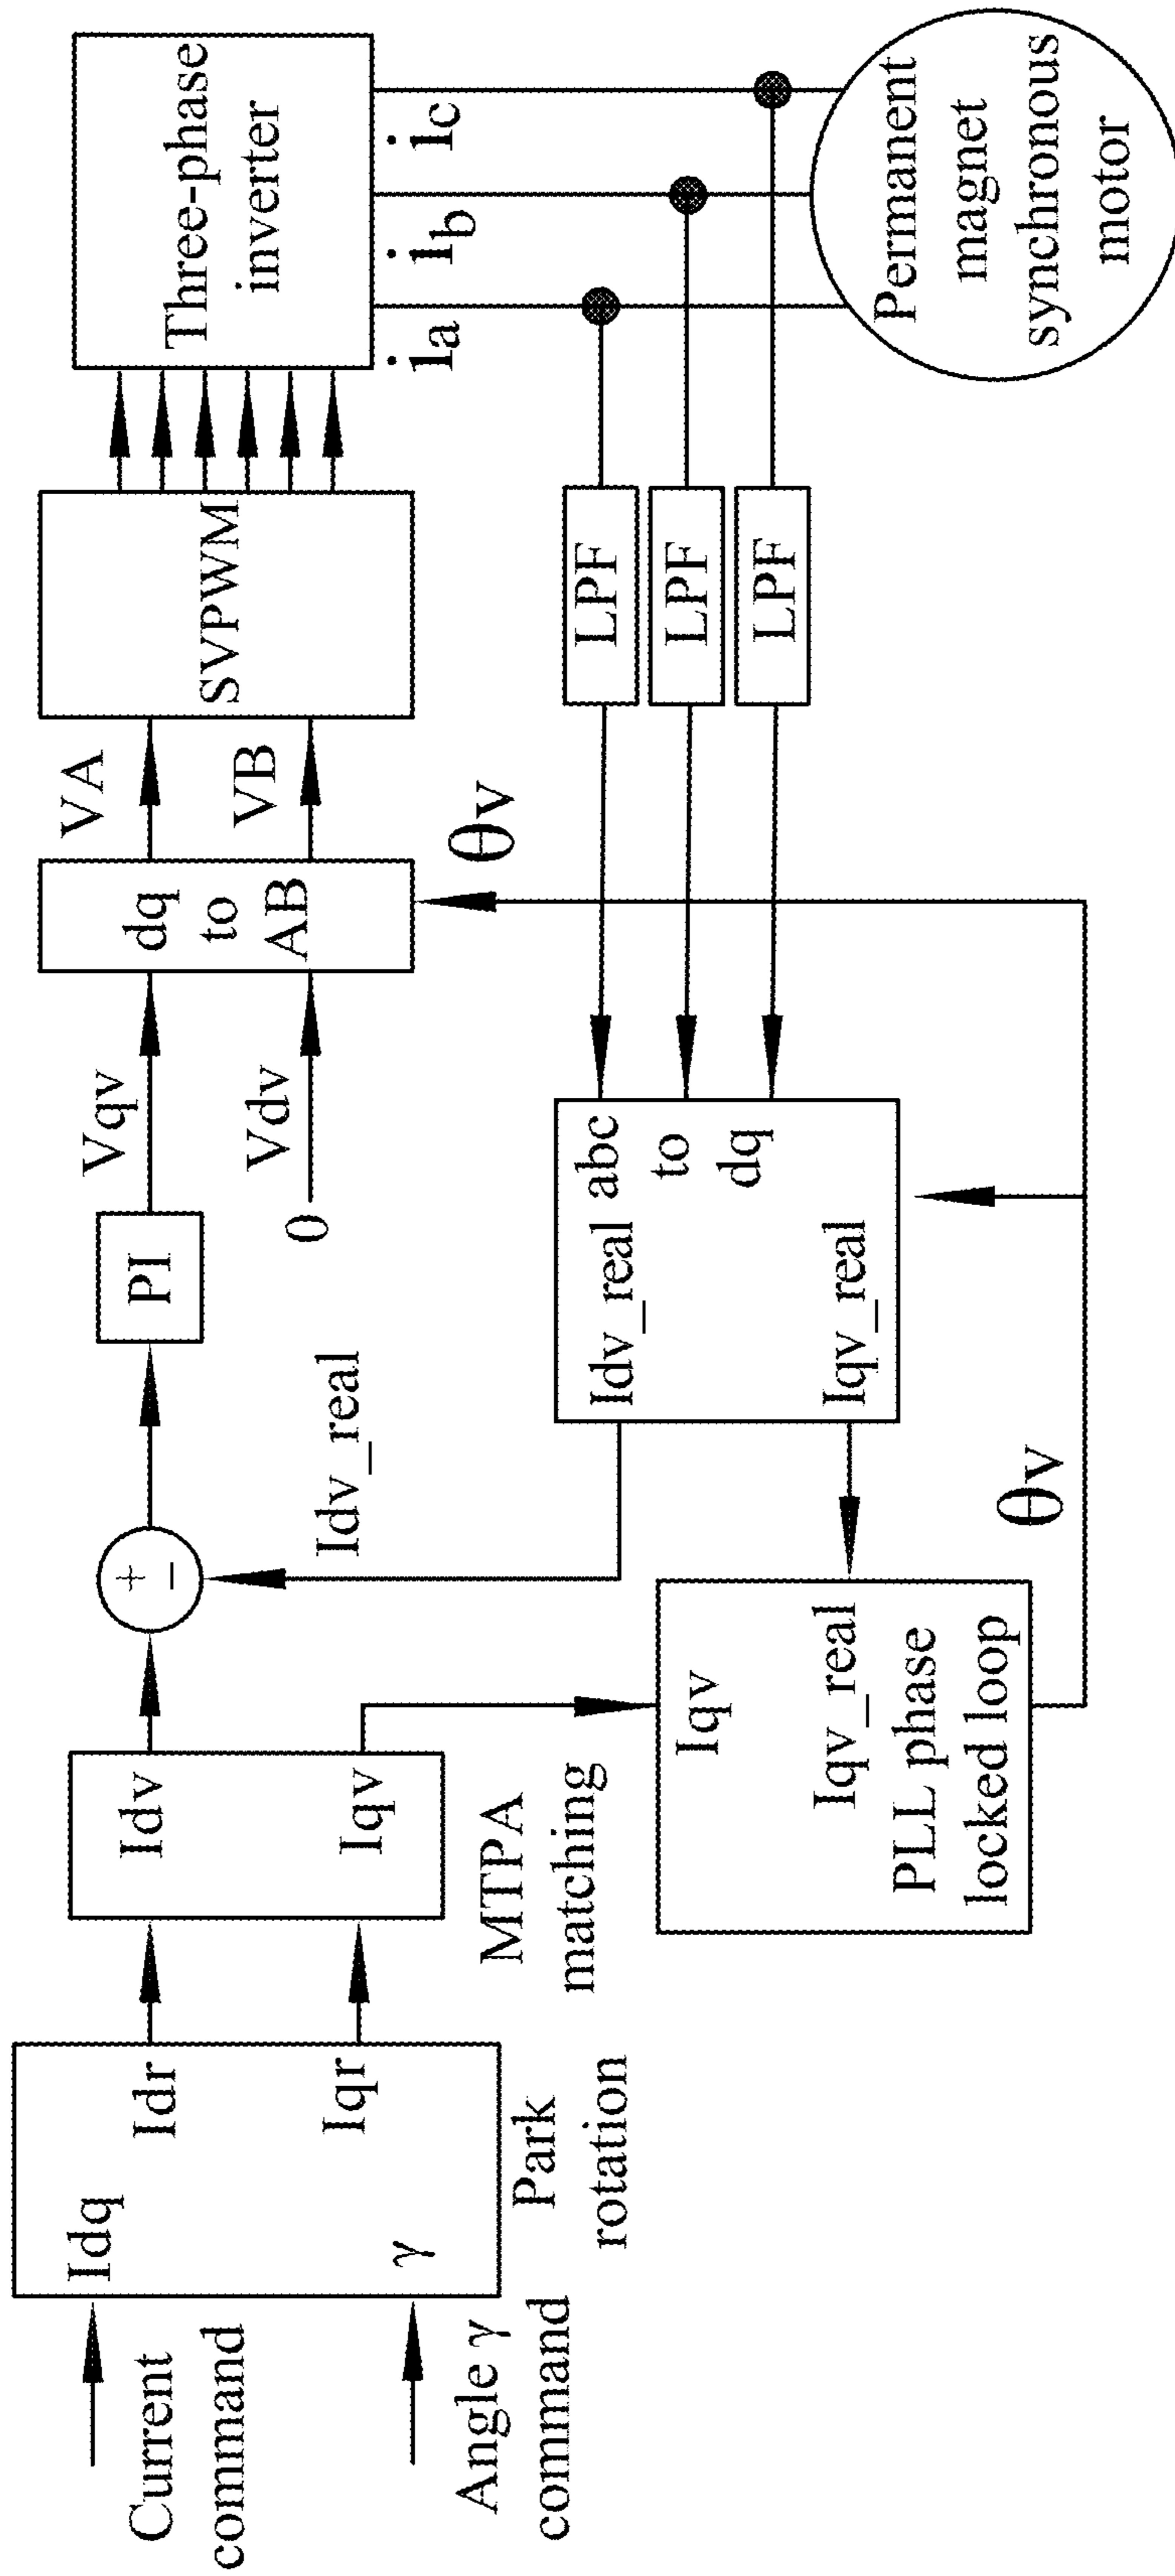 Current
command
Angle γ
command
Idq
γ
Idr
Iqr
Park
rotation
Idv
Iqv
MTPA
matching
+
−
Idv_real
PI
Vqv
Vdv
0
dq
to
AB
VA
VB
θv
SVPWM
Three-phase
inverter
ia
ib
ic
LPF
LPF
LPF
Permanent
magnet
synchronous
motor
abc
to
dq
Idv_real
Iqv_real
Iqv
Iqv_real
PLL phase
locked loop
θv